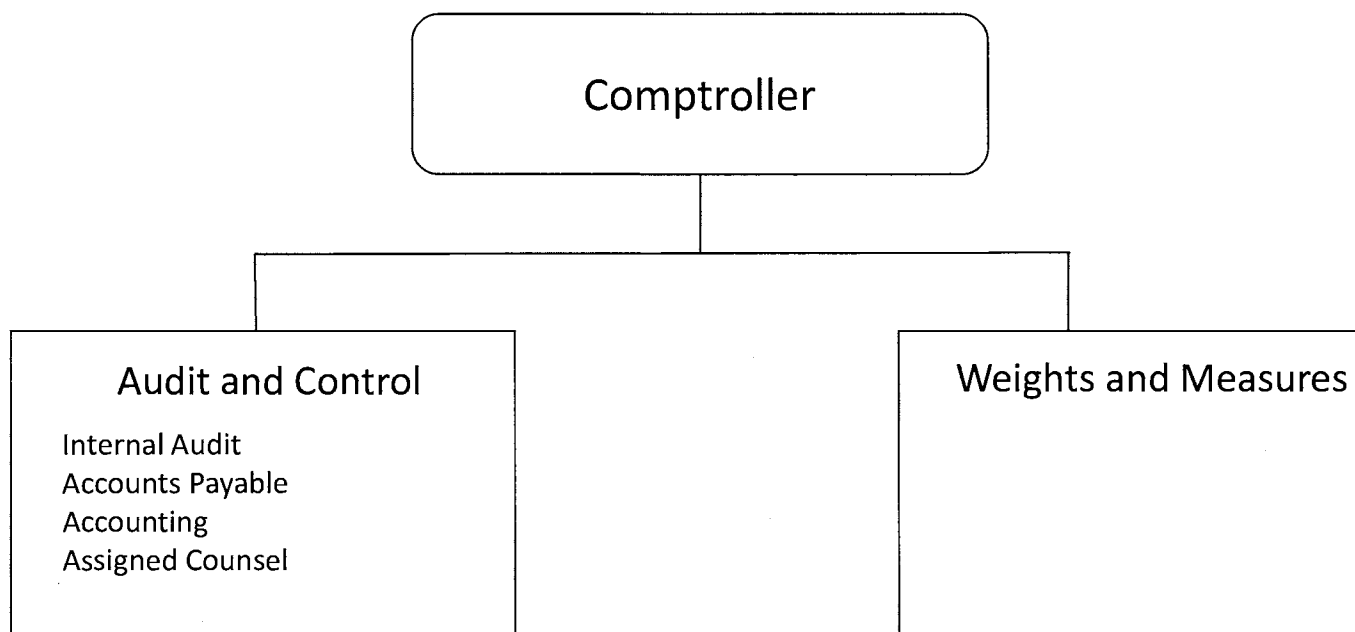 Comptroller
Audit and Control
Internal Audit
Accounts Payable
Accounting
Assigned Counsel
Weights and Measures